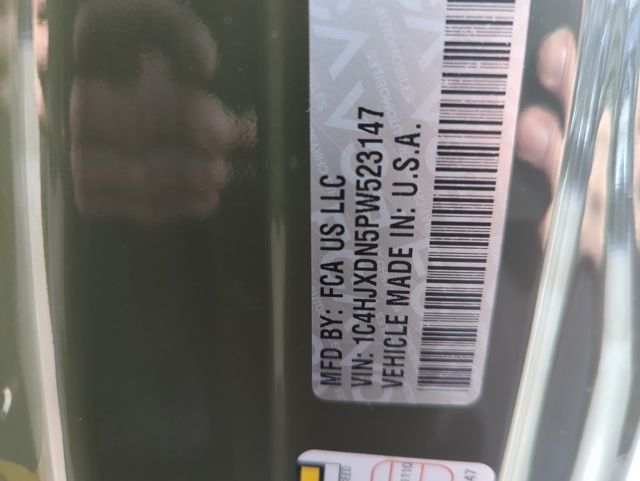 MFD BY: FCA US LLC
VIN: 1C4HJXDN5PW523147
VEHICLE MADE IN: U.S.A.